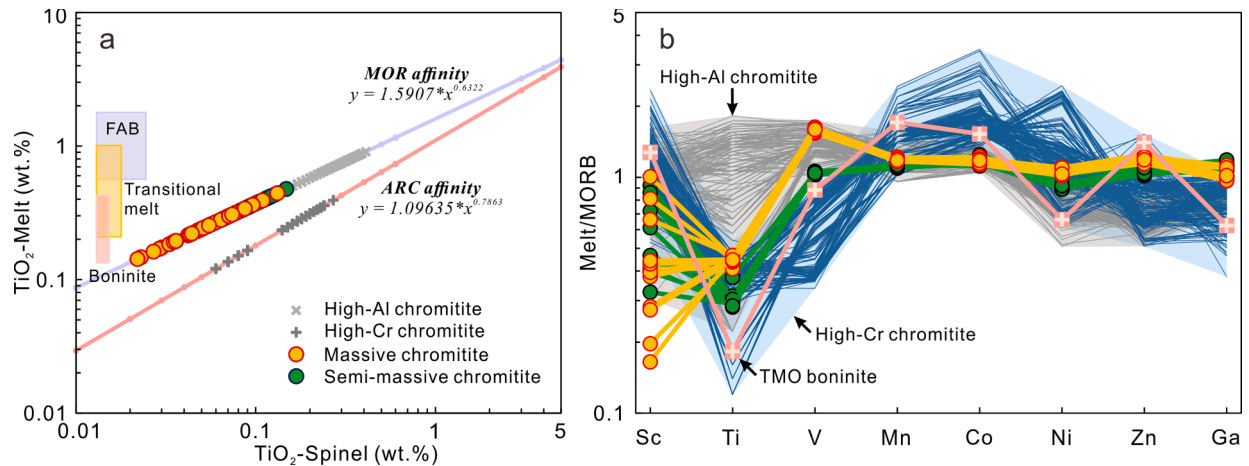 a
10
1
0.1
0.01
TiO2-Melt (wt.%)
MOR affinity
y = 1.5907*x^0.6322
FAB
Transitional
melt
Boninite
ARC affinity
y = 1.09635*x^0.7863
High-Al chromitite
High-Cr chromitite
Massive chromitite
Semi-massive chromitite
0.01
0.1
1
5
TiO2-Spinel (wt.%)
b
5
1
0.1
Melt/MORB
High-Al chromitite
High-Cr chromitite
TMO boninite
Sc Ti V Mn Co Ni Zn Ga